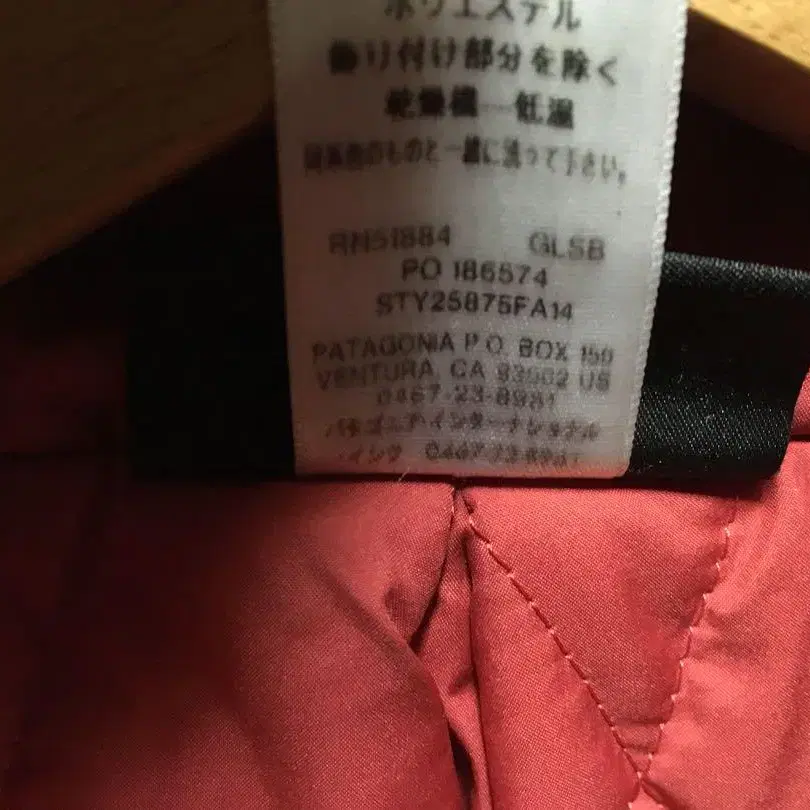 ポリエステル
飾り付け部分を除く
乾燥機―低温
同系色のものと一緒に洗って下さい。
RN51884 GLSB
PO 186574
STY25875FA14
PATAGONIA P.O. BOX 150
VENTURA, CA 93002 US
0467-23-8981
パタゴニアインターナショナル
インク 0467-23-8981